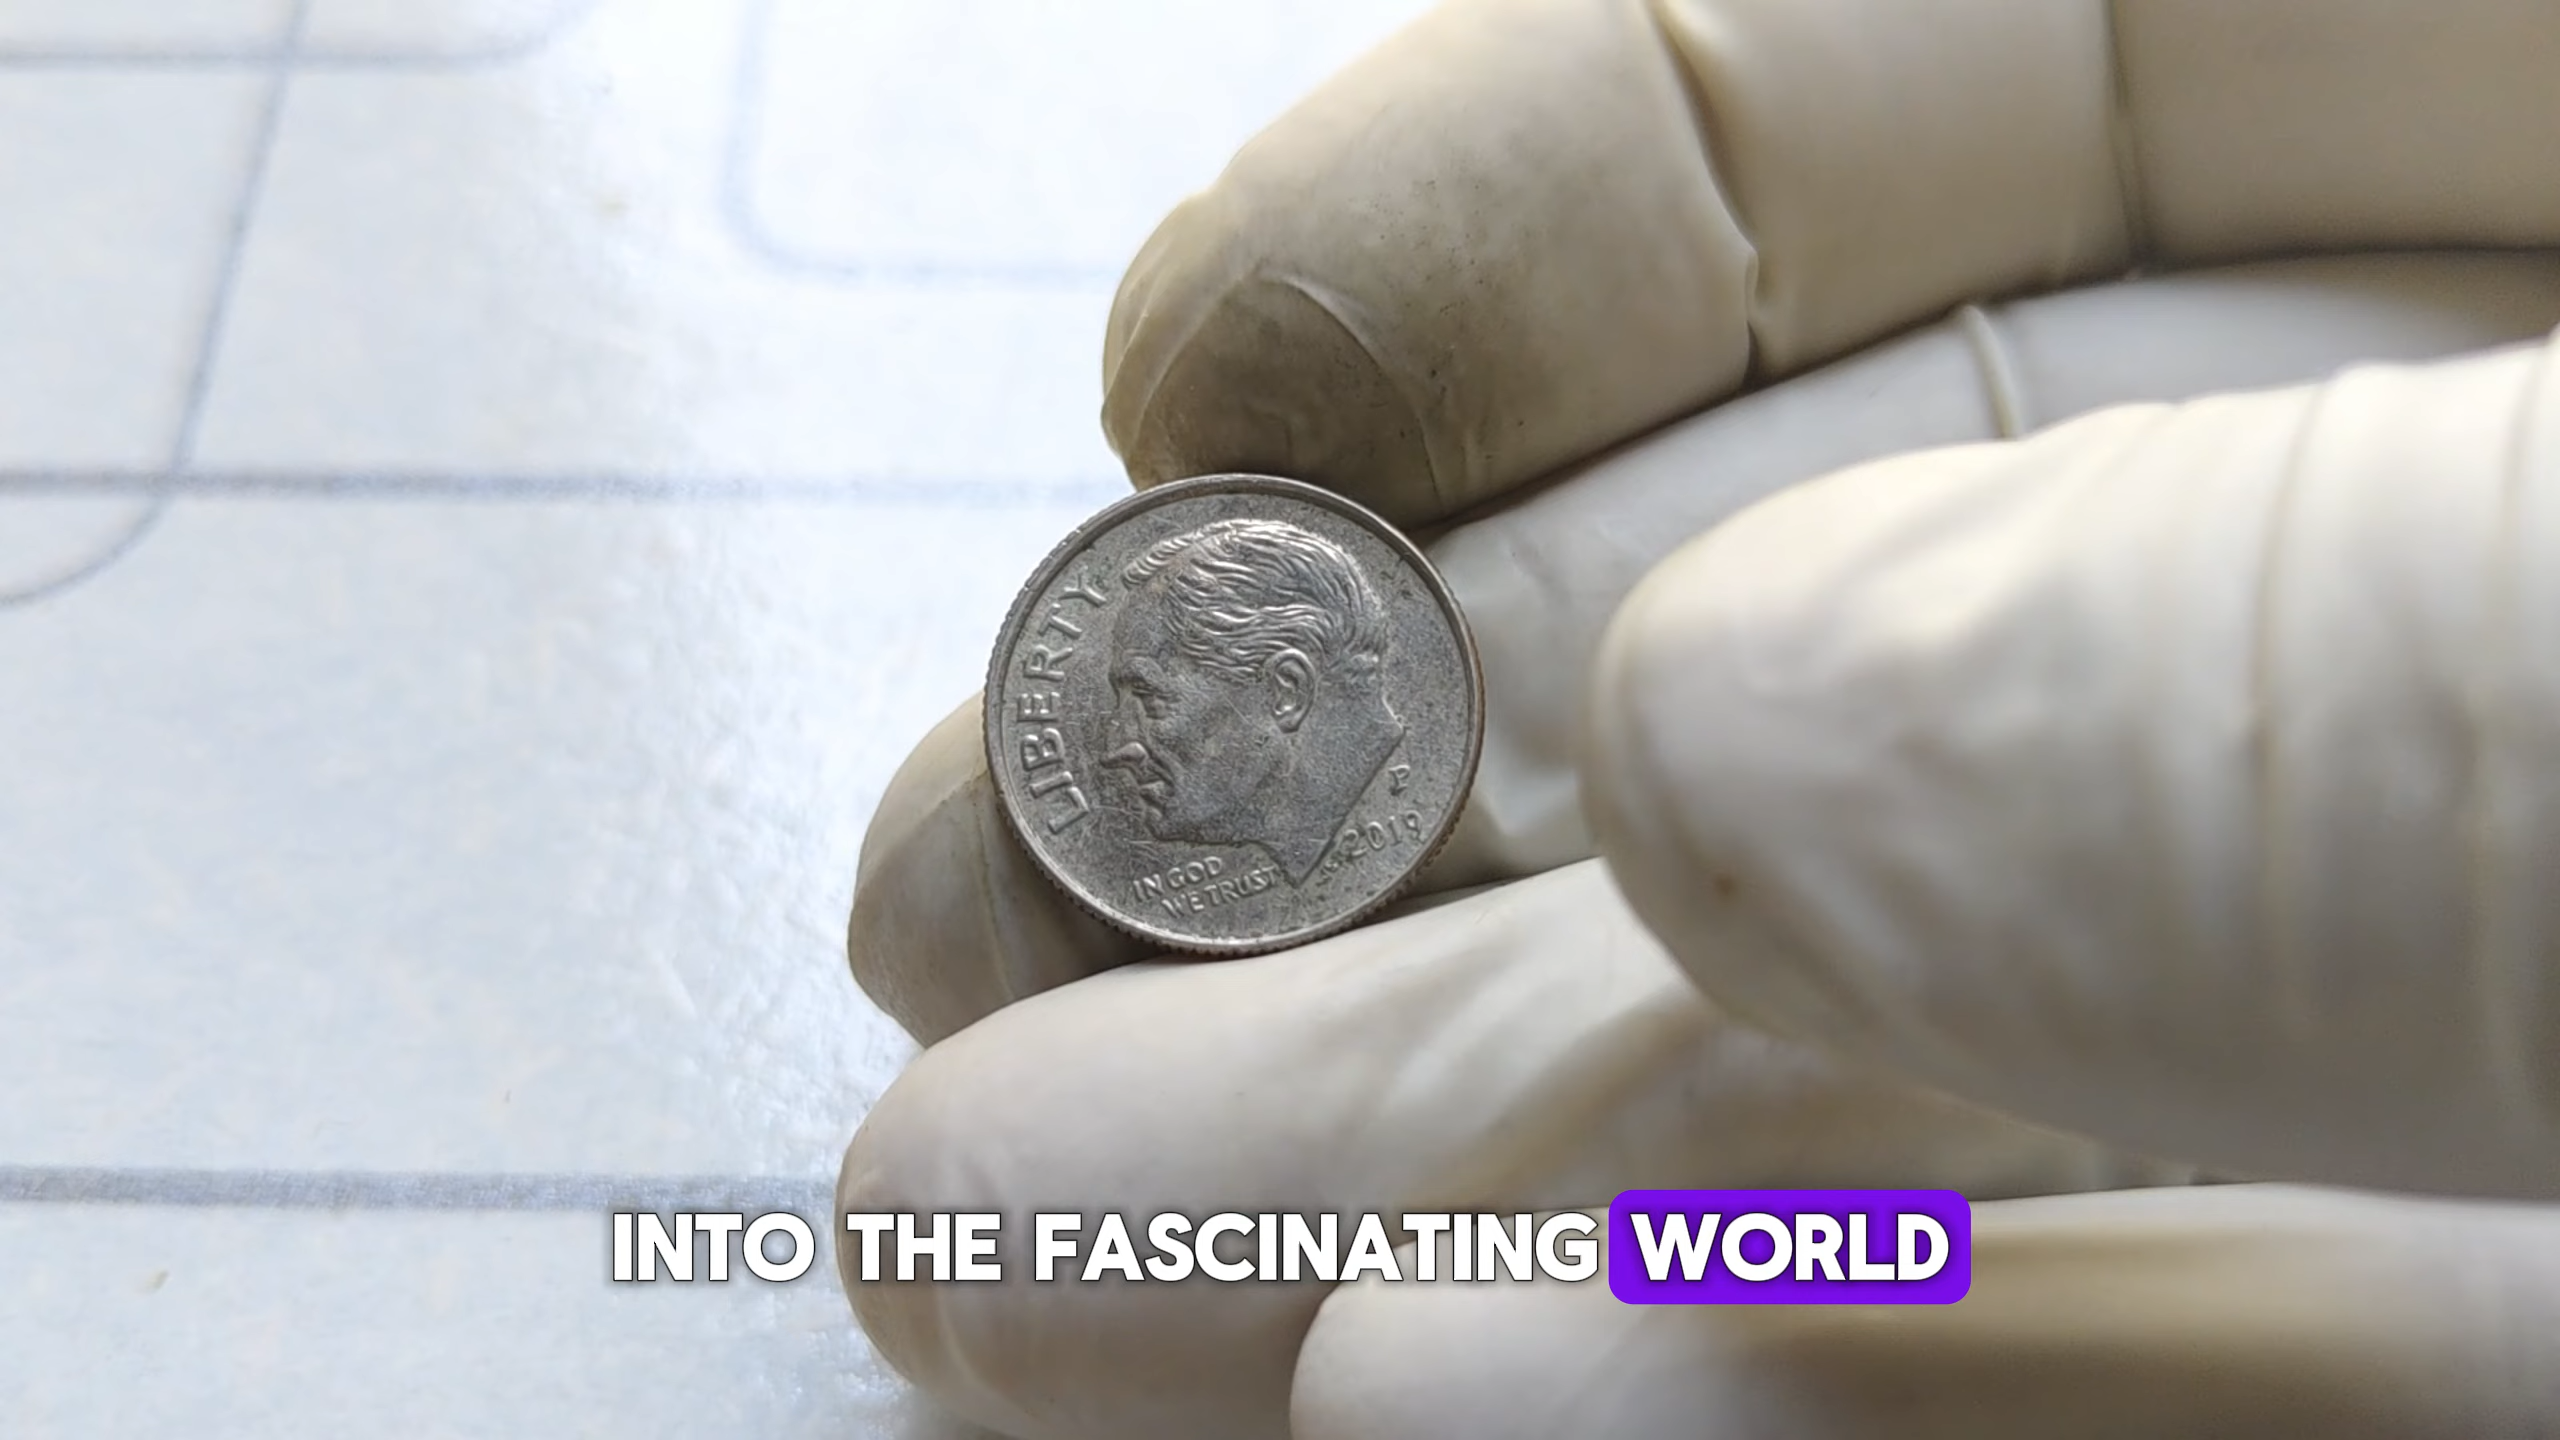 LIBERTY
IN GOD
WE TRUST
P
2019
INTO THE FASCINATING WORLD